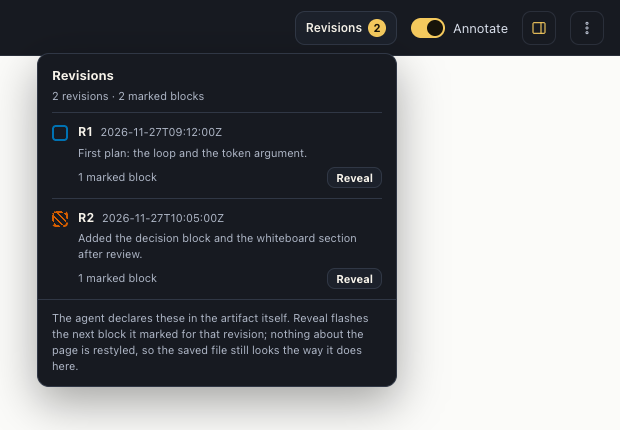 Revisions 2 Annotate
Revisions
2 revisions · 2 marked blocks
R1 2026-11-27T09:12:00Z
First plan: the loop and the token argument.
1 marked block Reveal
R2 2026-11-27T10:05:00Z
Added the decision block and the whiteboard section
after review.
1 marked block Reveal
The agent declares these in the artifact itself. Reveal flashes
the next block it marked for that revision; nothing about the
page is restyled, so the saved file still looks the way it does
here.